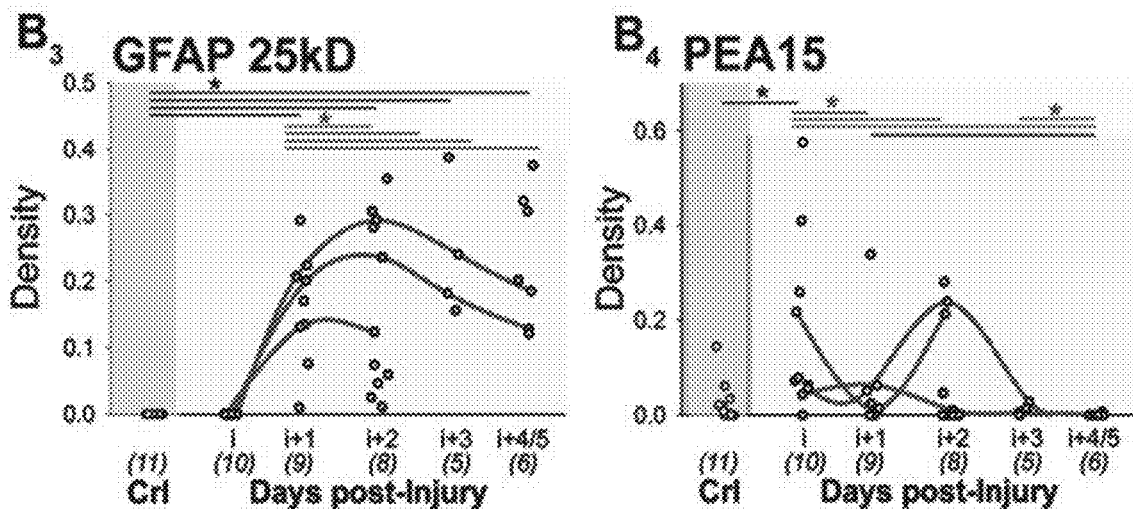 B3 GFAP 25kD
*
*
Density
0.5
0.4
0.3
0.2
0.1
0.0
i i+1 i+2 i+3 i+4/5
(11) (10) (9) (8) (5) (6)
Crl Days post-Injury
B4 PEA15
*
*
*
Density
0.6
0.4
0.2
0.0
i i+1 i+2 i+3 i+4/5
(11) (10) (9) (8) (5) (6)
Crl Days post-Injury